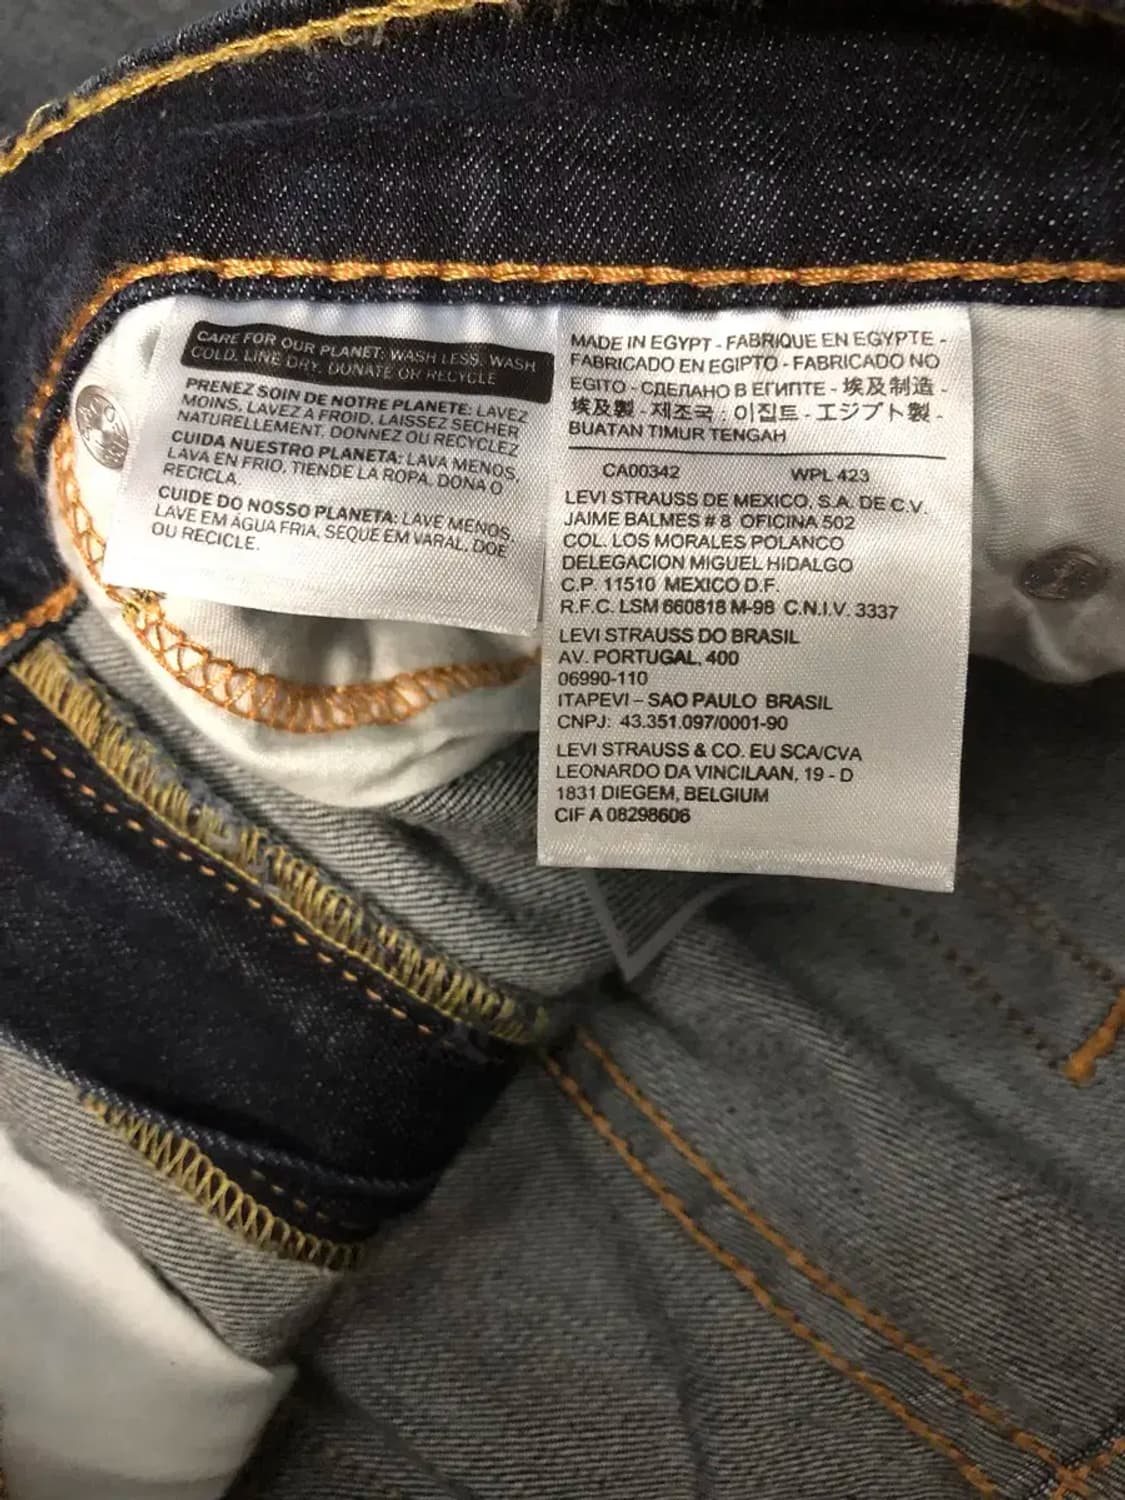 CARE FOR OUR PLANET: WASH LESS, WASH
COLD, LINE DRY, DONATE OR RECYCLE
PRENEZ SOIN DE NOTRE PLANETE: LAVEZ
MOINS, LAVEZ A FROID, LAISSEZ SECHER
NATURELLEMENT, DONNEZ OU RECYCLEZ
CUIDA NUESTRO PLANETA: LAVA MENOS,
LAVA EN FRIO, TIENDE LA ROPA, DONA O
RECICLA.
CUIDE DO NOSSO PLANETA: LAVE MENOS,
LAVE EM ÁGUA FRIA, SEQUE EM VARAL, DOE
OU RECICLE.
MADE IN EGYPT - FABRIQUE EN EGYPTE -
FABRICADO EN EGIPTO - FABRICADO NO
EGITO - СДЕЛАНО В ЕГИПТЕ - 埃及制造 -
埃及製 - 제조국 : 이집트 - エジプト製 -
BUATAN TIMUR TENGAH
CA00342 WPL 423
LEVI STRAUSS DE MEXICO, S.A. DE C.V.
JAIME BALMES # 8 OFICINA 502
COL. LOS MORALES POLANCO
DELEGACION MIGUEL HIDALGO
C.P. 11510 MEXICO D.F.
R.F.C. LSM 660818 M-98 C.N.I.V. 3337
LEVI STRAUSS DO BRASIL
AV. PORTUGAL, 400
06990-110
ITAPEVI – SAO PAULO BRASIL
CNPJ: 43.351.097/0001-90
LEVI STRAUSS & CO. EU SCA/CVA
LEONARDO DA VINCILAAN, 19 - D
1831 DIEGEM, BELGIUM
CIF A 08298606